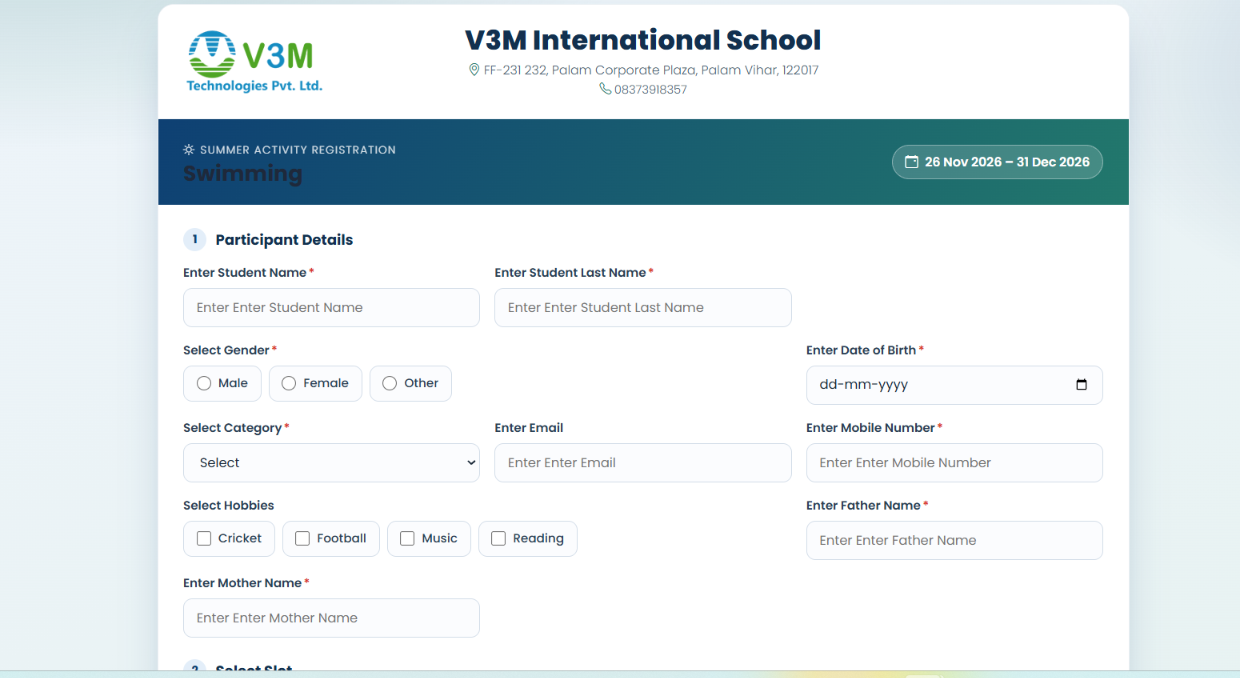 V3M
Technologies Pvt. Ltd.
V3M International School
FF-231 232, Palam Corporate Plaza, Palam Vihar, 122017
08373918357
SUMMER ACTIVITY REGISTRATION
Swimming
26 Nov 2026 – 31 Dec 2026
1 Participant Details
Enter Student Name * Enter Student Last Name *
Enter Enter Student Name Enter Enter Student Last Name
Select Gender * Enter Date of Birth *
Male Female Other dd-mm-yyyy
Select Category * Enter Email Enter Mobile Number *
Select Enter Enter Email Enter Enter Mobile Number
Select Hobbies Enter Father Name *
Cricket Football Music Reading Enter Enter Father Name
Enter Mother Name *
Enter Enter Mother Name
2 Select Slot